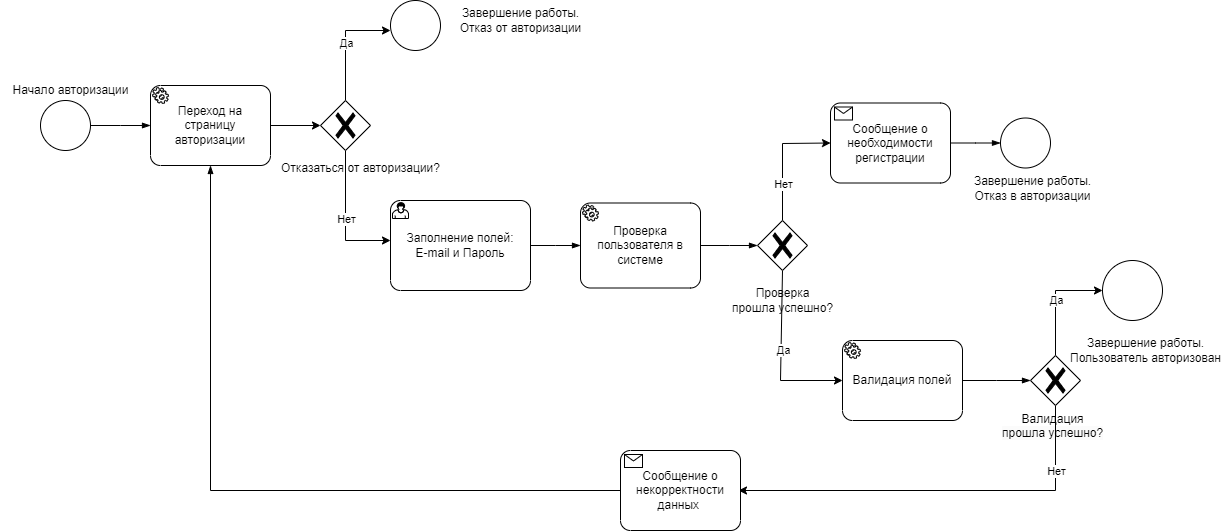 Завершение работы.
Отказ от авторизации
Да
Начало авторизации
Переход на
страницу
авторизации
Отказаться от авторизации?
Нет
Заполнение полей:
E-mail и Пароль
Проверка
пользователя в
системе
Проверка
прошла успешно?
Нет
Сообщение о
необходимости
регистрации
Завершение работы.
Отказ в авторизации
Да
Валидация полей
Валидация
прошла успешно?
Да
Завершение работы.
Пользователь авторизован
Нет
Сообщение о
некорректности
данных